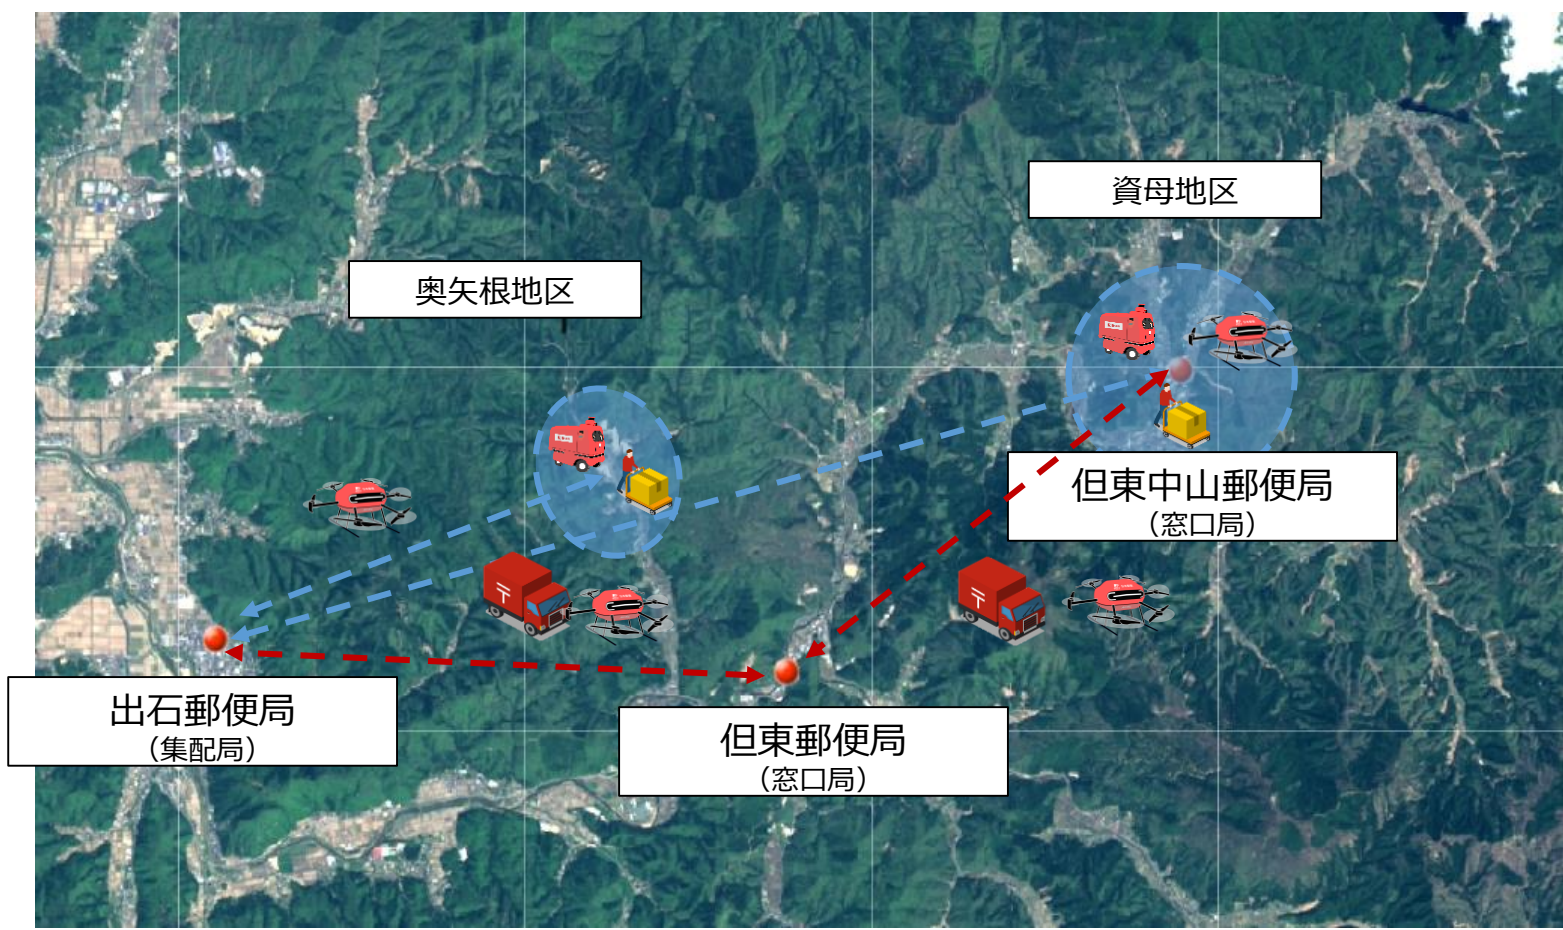 資母地区
奥矢根地区
但東中山郵便局
（窓口局）
出石郵便局
（集配局）
但東郵便局
（窓口局）
〒
〒